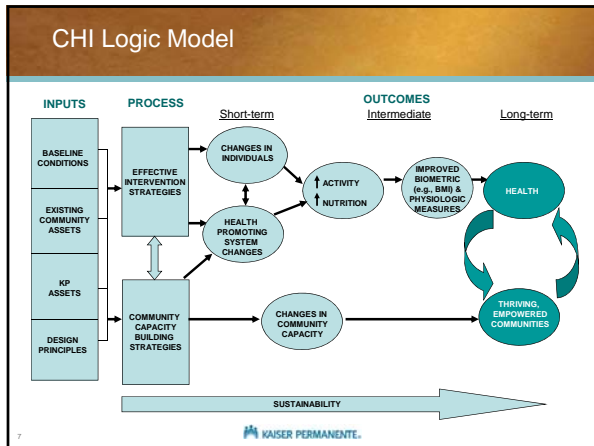 CHI Logic Model
INPUTS
PROCESS
OUTCOMES
Short-term
Intermediate
Long-term
BASELINE
CONDITIONS
EXISTING
COMMUNITY
ASSETS
KP
ASSETS
DESIGN
PRINCIPLES
EFFECTIVE
INTERVENTION
STRATEGIES
COMMUNITY
CAPACITY
BUILDING
STRATEGIES
CHANGES IN
INDIVIDUALS
HEALTH
PROMOTING
SYSTEM
CHANGES
CHANGES IN
COMMUNITY
CAPACITY
ACTIVITY
NUTRITION
IMPROVED
BIOMETRIC
(e.g., BMI) &
PHYSIOLOGIC
MEASURES
HEALTH
THRIVING,
EMPOWERED
COMMUNITIES
SUSTAINABILITY
7
KAISER PERMANENTE®